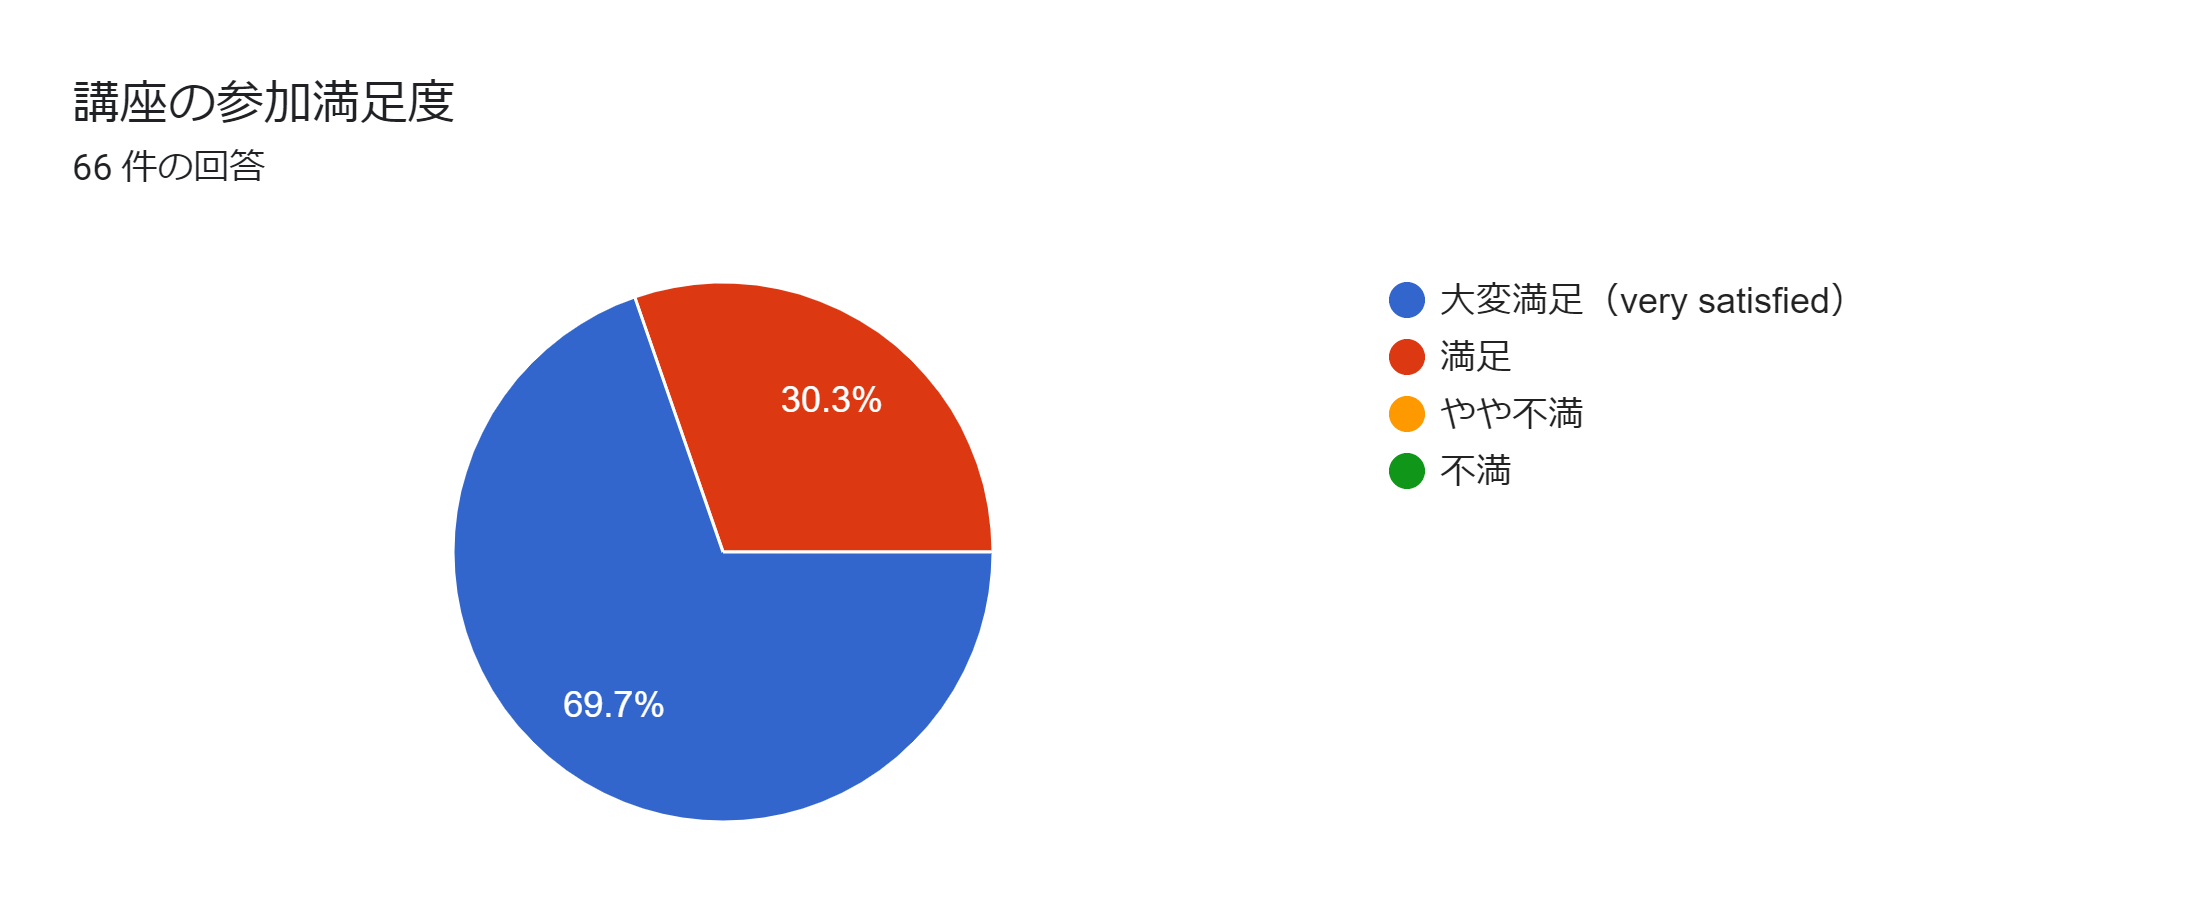 講座の参加満足度
66 件の回答
30.3%
69.7%
大変満足（very satisfied）
満足
やや不満
不満